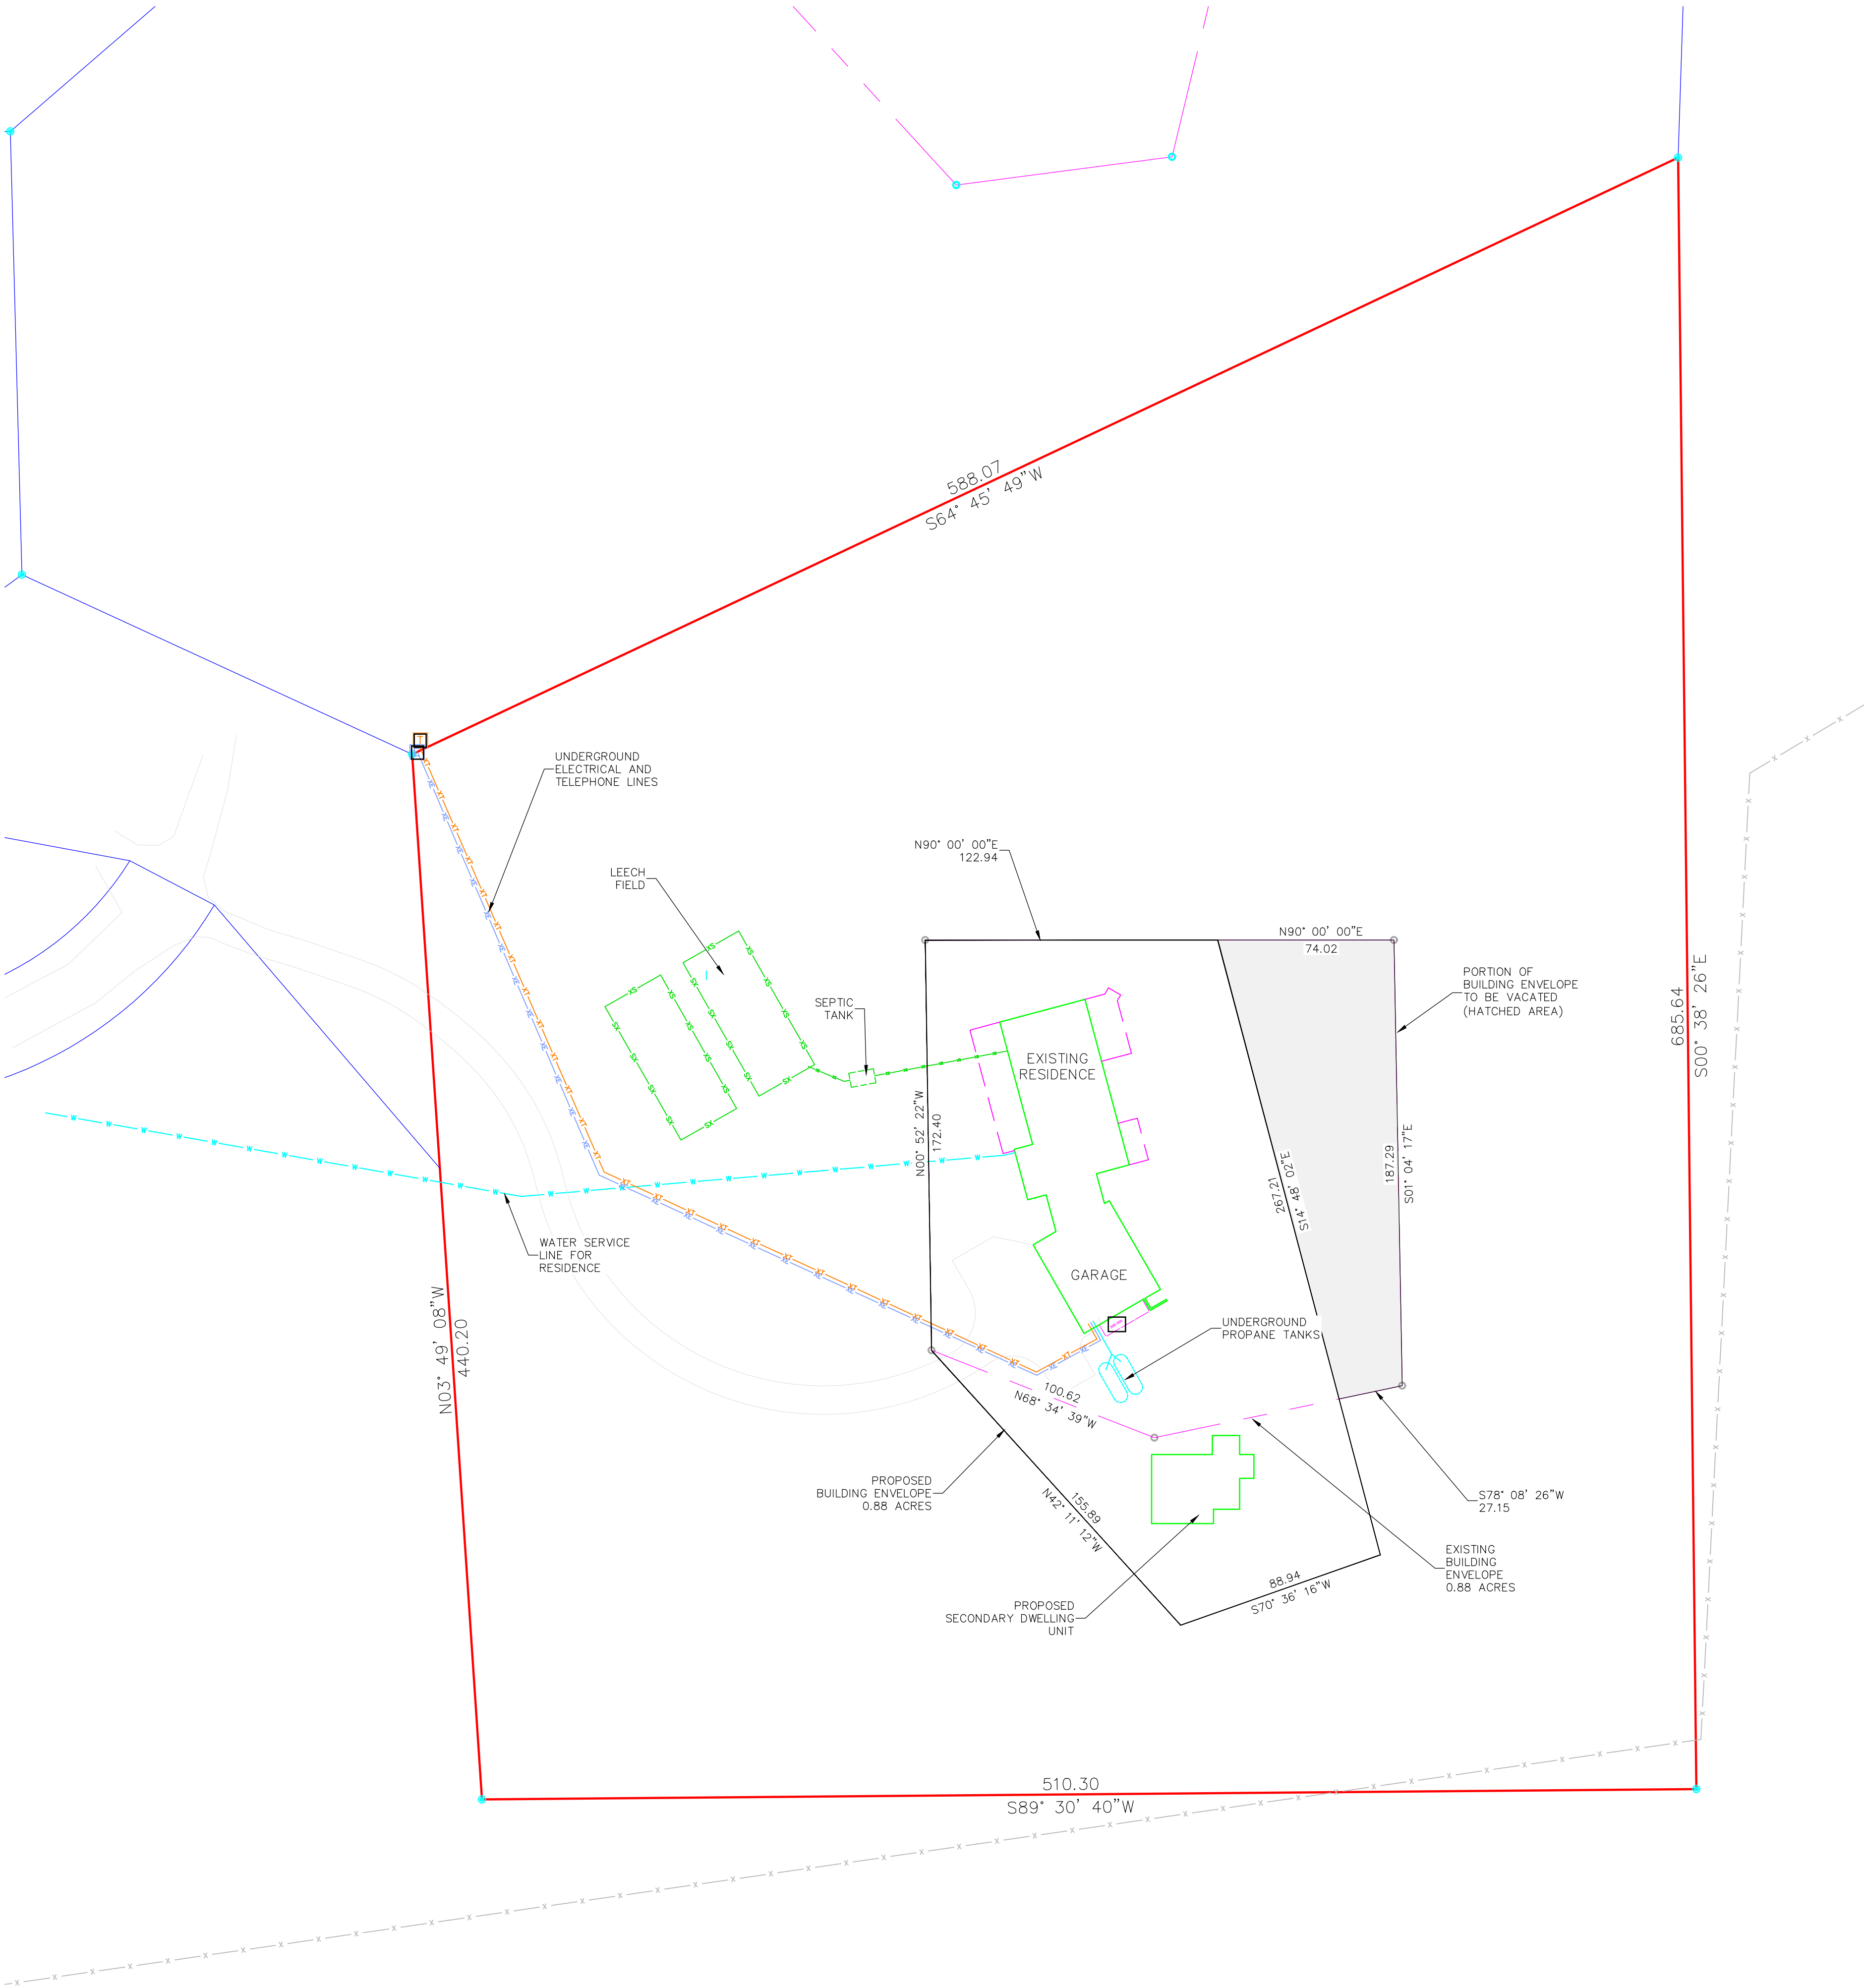 588.07
S64° 45' 49"W
T
UNDERGROUND
ELECTRICAL AND
TELEPHONE LINES
N90° 00' 00"E
122.94
LEECH
FIELD
N90° 00' 00"E
74.02
PORTION OF
BUILDING ENVELOPE
TO BE VACATED
(HATCHED AREA)
685.64
S00° 38' 26"E
SEPTIC
TANK
EXISTING
RESIDENCE
N00° 52' 22"W
172.40
187.29
S01° 04' 17"E
267.21
S14° 48' 02"E
WATER SERVICE
LINE FOR
RESIDENCE
GARAGE
N03° 49' 08"W
440.20
UNDERGROUND
PROPANE TANKS
100.62
N68° 34' 39"W
PROPOSED
BUILDING ENVELOPE
0.88 ACRES
155.89
N42° 11' 12"W
S78° 08' 26"W
27.15
EXISTING
BUILDING
ENVELOPE
0.88 ACRES
88.94
S70° 36' 16"W
PROPOSED
SECONDARY DWELLING
UNIT
510.30
S89° 30' 40"W